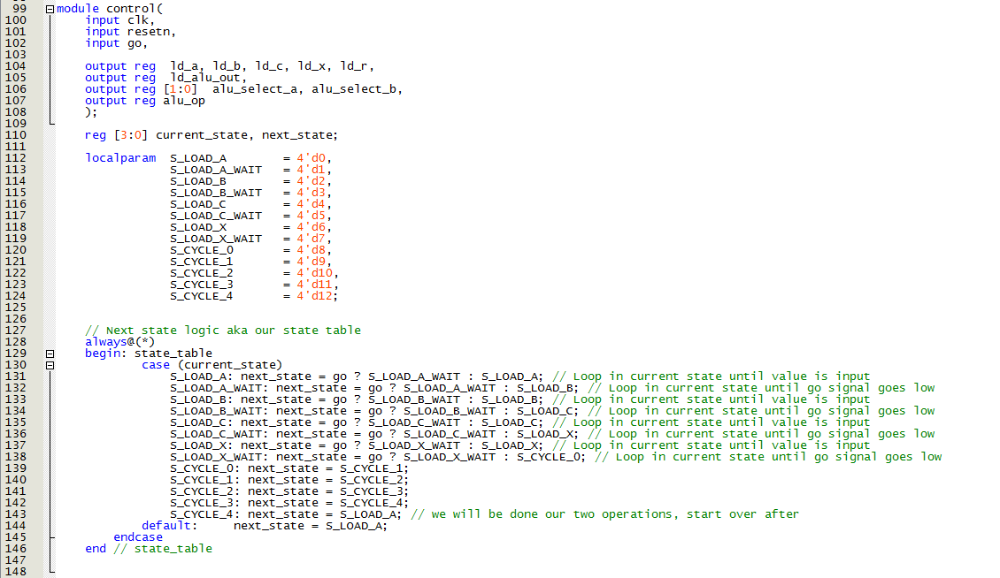 99 module control(
100 input clk,
101 input resetn,
102 input go,
103
104 output reg ld_a, ld_b, ld_c, ld_x, ld_r,
105 output reg ld_alu_out,
106 output reg [1:0] alu_select_a, alu_select_b,
107 output reg alu_op
108 );
109
110 reg [3:0] current_state, next_state;
111
112 localparam S_LOAD_A = 4'd0,
113 S_LOAD_A_WAIT = 4'd1,
114 S_LOAD_B = 4'd2,
115 S_LOAD_B_WAIT = 4'd3,
116 S_LOAD_C = 4'd4,
117 S_LOAD_C_WAIT = 4'd5,
118 S_LOAD_X = 4'd6,
119 S_LOAD_X_WAIT = 4'd7,
120 S_CYCLE_0 = 4'd8,
121 S_CYCLE_1 = 4'd9,
122 S_CYCLE_2 = 4'd10,
123 S_CYCLE_3 = 4'd11,
124 S_CYCLE_4 = 4'd12;
125
126
127 // Next state logic aka our state table
128 always@(*)
129 begin: state_table
130 case (current_state)
131 S_LOAD_A: next_state = go ? S_LOAD_A_WAIT : S_LOAD_A; // Loop in current state until value is input
132 S_LOAD_A_WAIT: next_state = go ? S_LOAD_A_WAIT : S_LOAD_B; // Loop in current state until go signal goes low
133 S_LOAD_B: next_state = go ? S_LOAD_B_WAIT : S_LOAD_B; // Loop in current state until value is input
134 S_LOAD_B_WAIT: next_state = go ? S_LOAD_B_WAIT : S_LOAD_C; // Loop in current state until go signal goes low
135 S_LOAD_C: next_state = go ? S_LOAD_C_WAIT : S_LOAD_C; // Loop in current state until value is input
136 S_LOAD_C_WAIT: next_state = go ? S_LOAD_C_WAIT : S_LOAD_X; // Loop in current state until go signal goes low
137 S_LOAD_X: next_state = go ? S_LOAD_X_WAIT : S_LOAD_X; // Loop in current state until value is input
138 S_LOAD_X_WAIT: next_state = go ? S_LOAD_X_WAIT : S_CYCLE_0; // Loop in current state until go signal goes low
139 S_CYCLE_0: next_state = S_CYCLE_1;
140 S_CYCLE_1: next_state = S_CYCLE_2;
141 S_CYCLE_2: next_state = S_CYCLE_3;
142 S_CYCLE_3: next_state = S_CYCLE_4;
143 S_CYCLE_4: next_state = S_LOAD_A; // we will be done our two operations, start over after
144 default: next_state = S_LOAD_A;
145 endcase
146 end // state_table
147
148